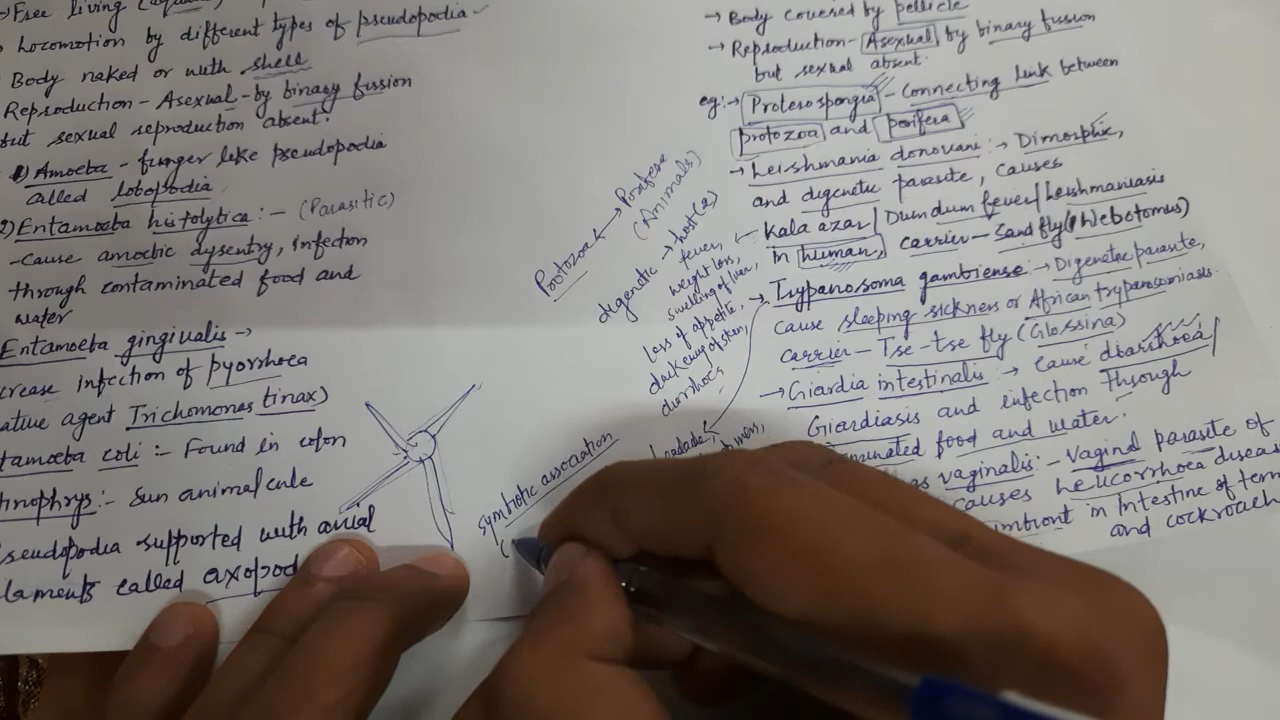 → Free living
Locomotion by different types of pseudopodia
Body naked or with shell
Reproduction - Asexual - by binary fission
but sexual reproduction absent.
1) Amoeba - finger like pseudopodia
called lobopodia
2) Entamoeba histolytica :- (Parasitic)
- cause amoebic dysentry, infection
through contaminated food and
water
Entamoeba gingivalis →
crease infection of pyorrhoea
ative agent Trichomonas tinax)
tamoeba coli :- Found in colon
tinophrys :- Sun animalcule
seudopodia supported with axial
laments called axopod
Protozoa ↔ Porifera
(Animals)
digenetic → host(2)
fever,
weight loss,
swelling of liver,
loss of appetite,
darkening of skin,
diarrhoea
Headache,
symbiotic association
(
→ Body covered by pellicle
→ Reproduction - Asexual by binary fission
but sexual absent.
eg:→ Proterospongia - Connecting link between
protozoa and porifera
→ Leishmania donovani :→ Dimorphic,
and digenetic parasite, causes
Kala azar / Dumdum fever / Leishmaniasis
in human, carrier - Sand fly (Phlebotomus)
→ Trypanosoma gambiense :→ Digenetic parasite,
cause sleeping sickness or African trypanosomiasis.
carrier - Tse-tse fly (Glossina)
→ Giardia intestinalis → cause diarrhoea /
Giardiasis and infection through
minated food and water.
as vaginalis :- Vaginal parasite of
causes leucorrhoea disease
mbiont in Intestine of term
and cockroach